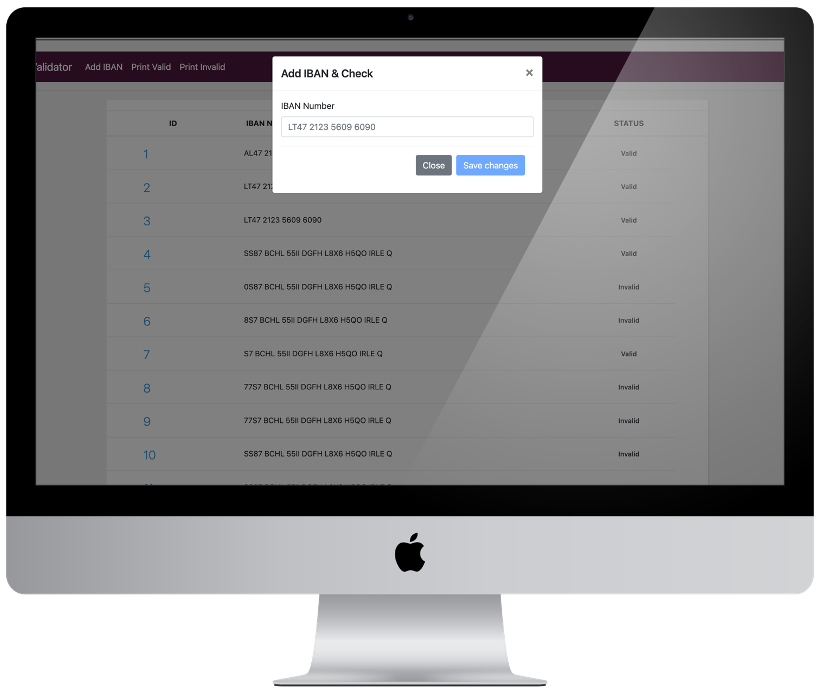 alidator Add IBAN Print Valid Print Invalid
Add IBAN & Check ×
IBAN Number
LT47 2123 5609 6090
Close Save changes
ID IBAN N STATUS
1 AL47 21 Valid
2 LT47 212 Valid
3 LT47 2123 5609 6090 Valid
4 SS87 BCHL 55II DGFH L8X6 H5QO IRLE Q Valid
5 0S87 BCHL 55II DGFH L8X6 H5QO IRLE Q Invalid
6 8S7 BCHL 55II DGFH L8X6 H5QO IRLE Q Invalid
7 S7 BCHL 55II DGFH L8X6 H5QO IRLE Q Valid
8 77S7 BCHL 55II DGFH L8X6 H5QO IRLE Q Invalid
9 77S7 BCHL 55II DGFH L8X6 H5QO IRLE Q Invalid
10 SS87 BCHL 55II DGFH L8X6 H5QO IRLE Q Invalid